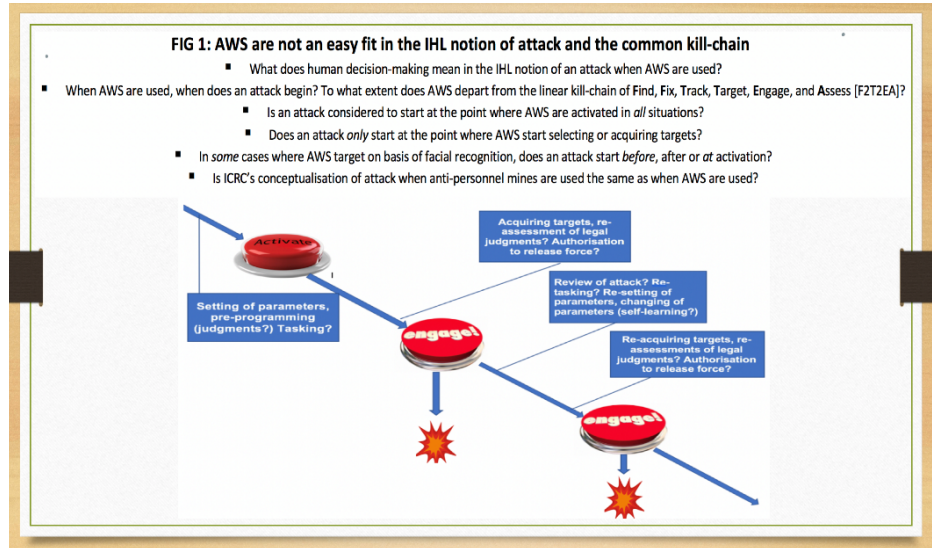 FIG 1: AWS are not an easy fit in the IHL notion of attack and the common kill-chain
▪ What does human decision-making mean in the IHL notion of an attack when AWS are used?
▪ When AWS are used, when does an attack begin? To what extent does AWS depart from the linear kill-chain of Find, Fix, Track, Target, Engage, and Assess [F2T2EA]?
▪ Is an attack considered to start at the point where AWS are activated in all situations?
▪ Does an attack only start at the point where AWS start selecting or acquiring targets?
▪ In some cases where AWS target on basis of facial recognition, does an attack start before, after or at activation?
▪ Is ICRC's conceptualisation of attack when anti-personnel mines are used the same as when AWS are used?
Activate
Setting of parameters,
pre-programming
(judgments?) Tasking?
Acquiring targets, re-
assessment of legal
judgments? Authorisation
to release force?
engage!
Review of attack? Re-
tasking? Re-setting of
parameters, changing of
parameters (self-learning?)
Re-acquiring targets, re-
assessments of legal
judgments? Authorisation
to release force?
engage!